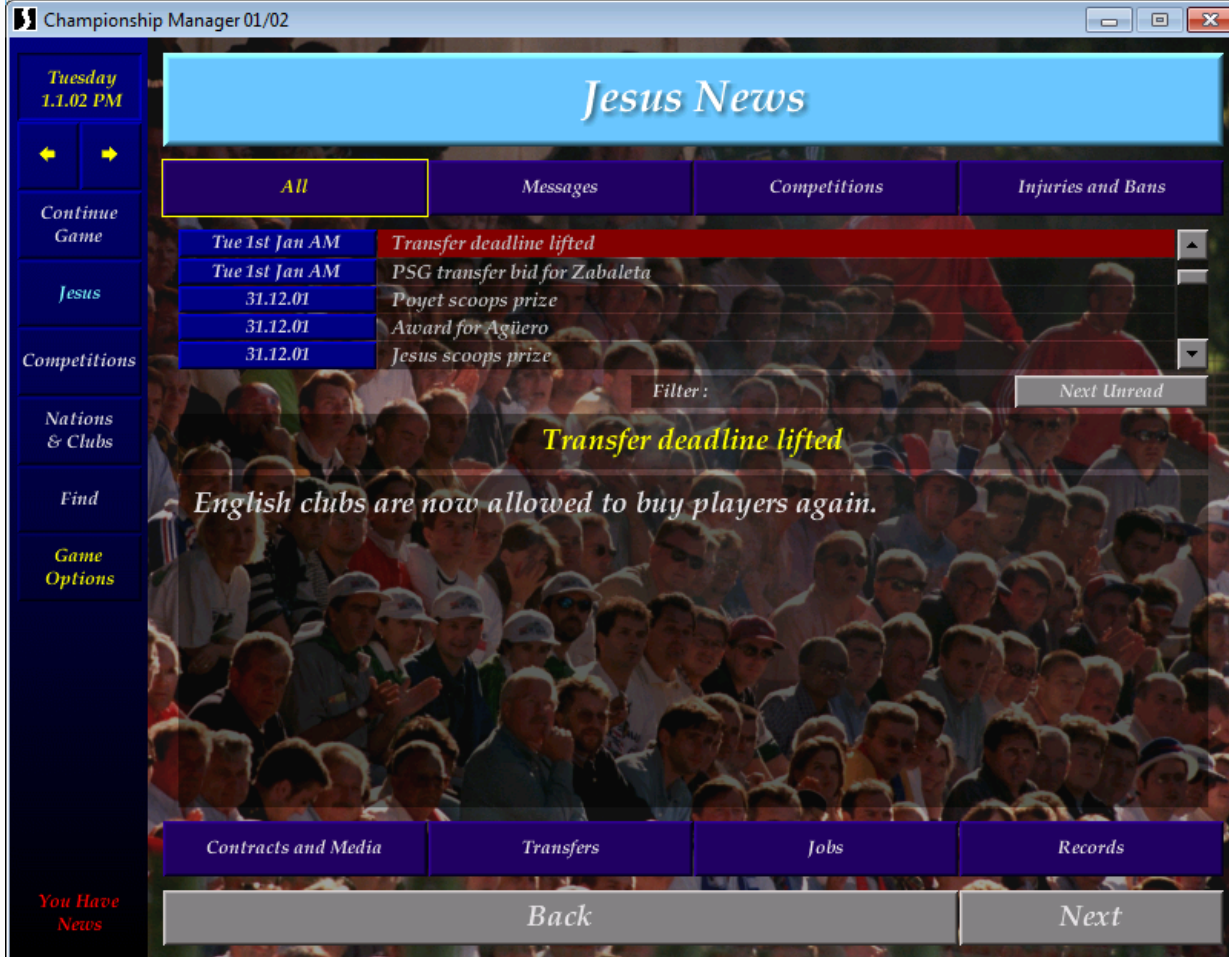 Championship Manager 01/02
Tuesday
1.1.02 PM
Continue
Game
Jesus
Competitions
Nations
& Clubs
Find
Game
Options
You Have
News
Jesus News
All Messages Competitions Injuries and Bans
Tue 1st Jan AM Transfer deadline lifted
Tue 1st Jan AM PSG transfer bid for Zabaleta
31.12.01 Poyet scoops prize
31.12.01 Award for Agüero
31.12.01 Jesus scoops prize
Filter : Next Unread
Transfer deadline lifted
English clubs are now allowed to buy players again.
Contracts and Media Transfers Jobs Records
Back Next